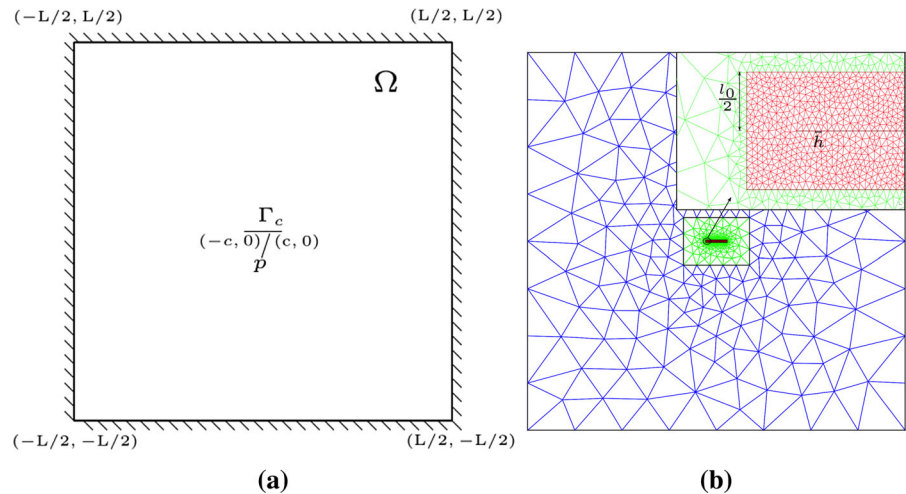 (−L/2, L/2) (L/2, L/2)
Ω
Γc
(−c, 0) (c, 0)
p
(−L/2, −L/2) (L/2, −L/2)
(a)
l0/2
h̄
(b)